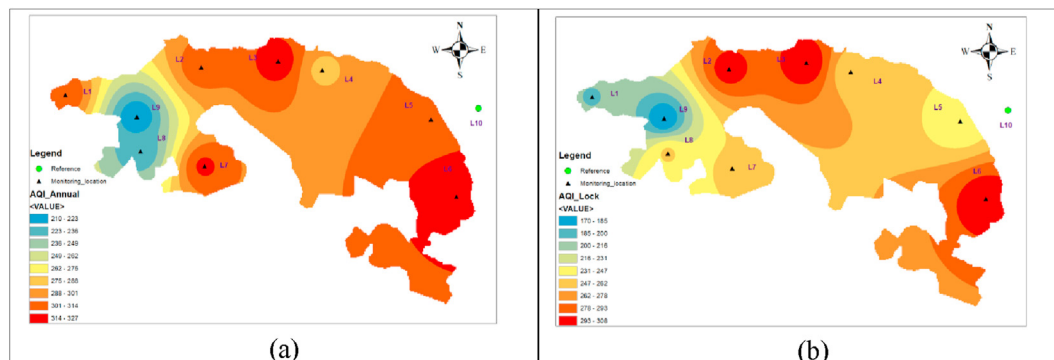 N
W E
S
L1
L2
L3
L4
L5
L6
L7
L8
L9
L10
Legend
Reference
Monitoring_location
AQI_Annual
<VALUE>
210 - 223
223 - 236
236 - 249
249 - 262
262 - 275
275 - 288
288 - 301
301 - 314
314 - 327
(a)
N
W E
S
L1
L2
L3
L4
L5
L6
L7
L8
L9
L10
Legend
Reference
Monitoring_location
AQI_Lock
<VALUE>
170 - 185
185 - 200
200 - 216
216 - 231
231 - 247
247 - 262
262 - 278
278 - 293
293 - 308
(b)